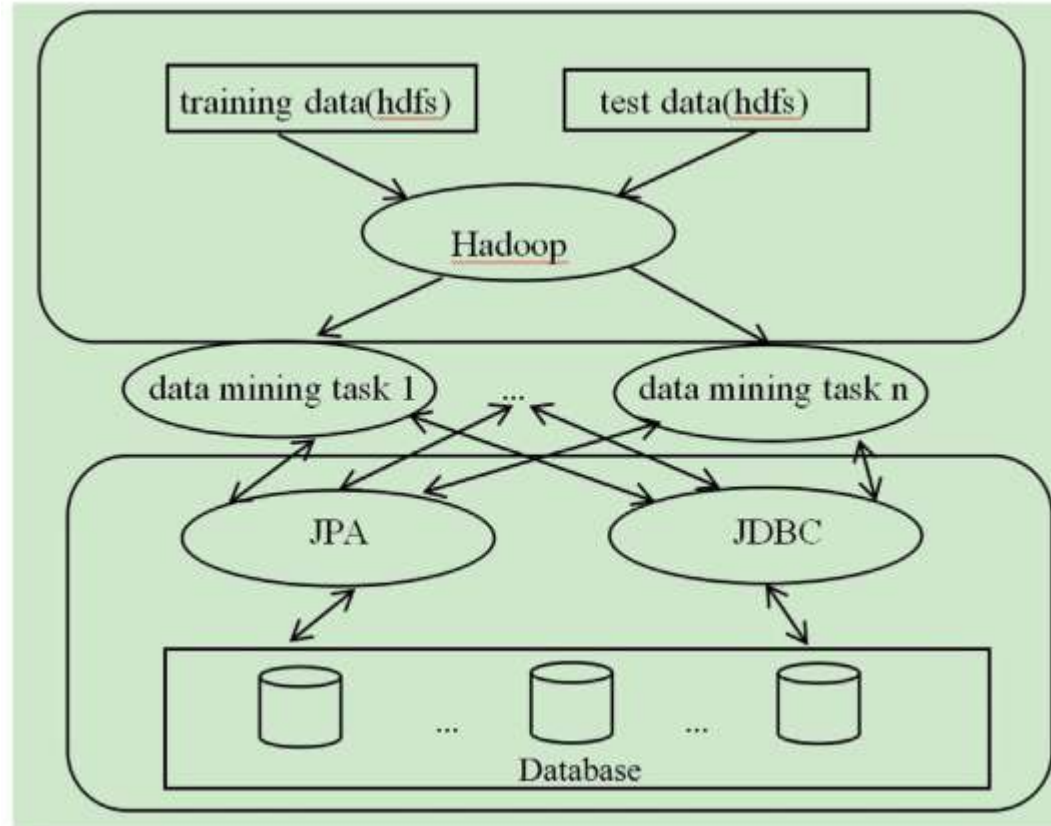 training data(hdfs)
test data(hdfs)
Hadoop
data mining task 1
...
data mining task n
JPA
JDBC
...
...
Database